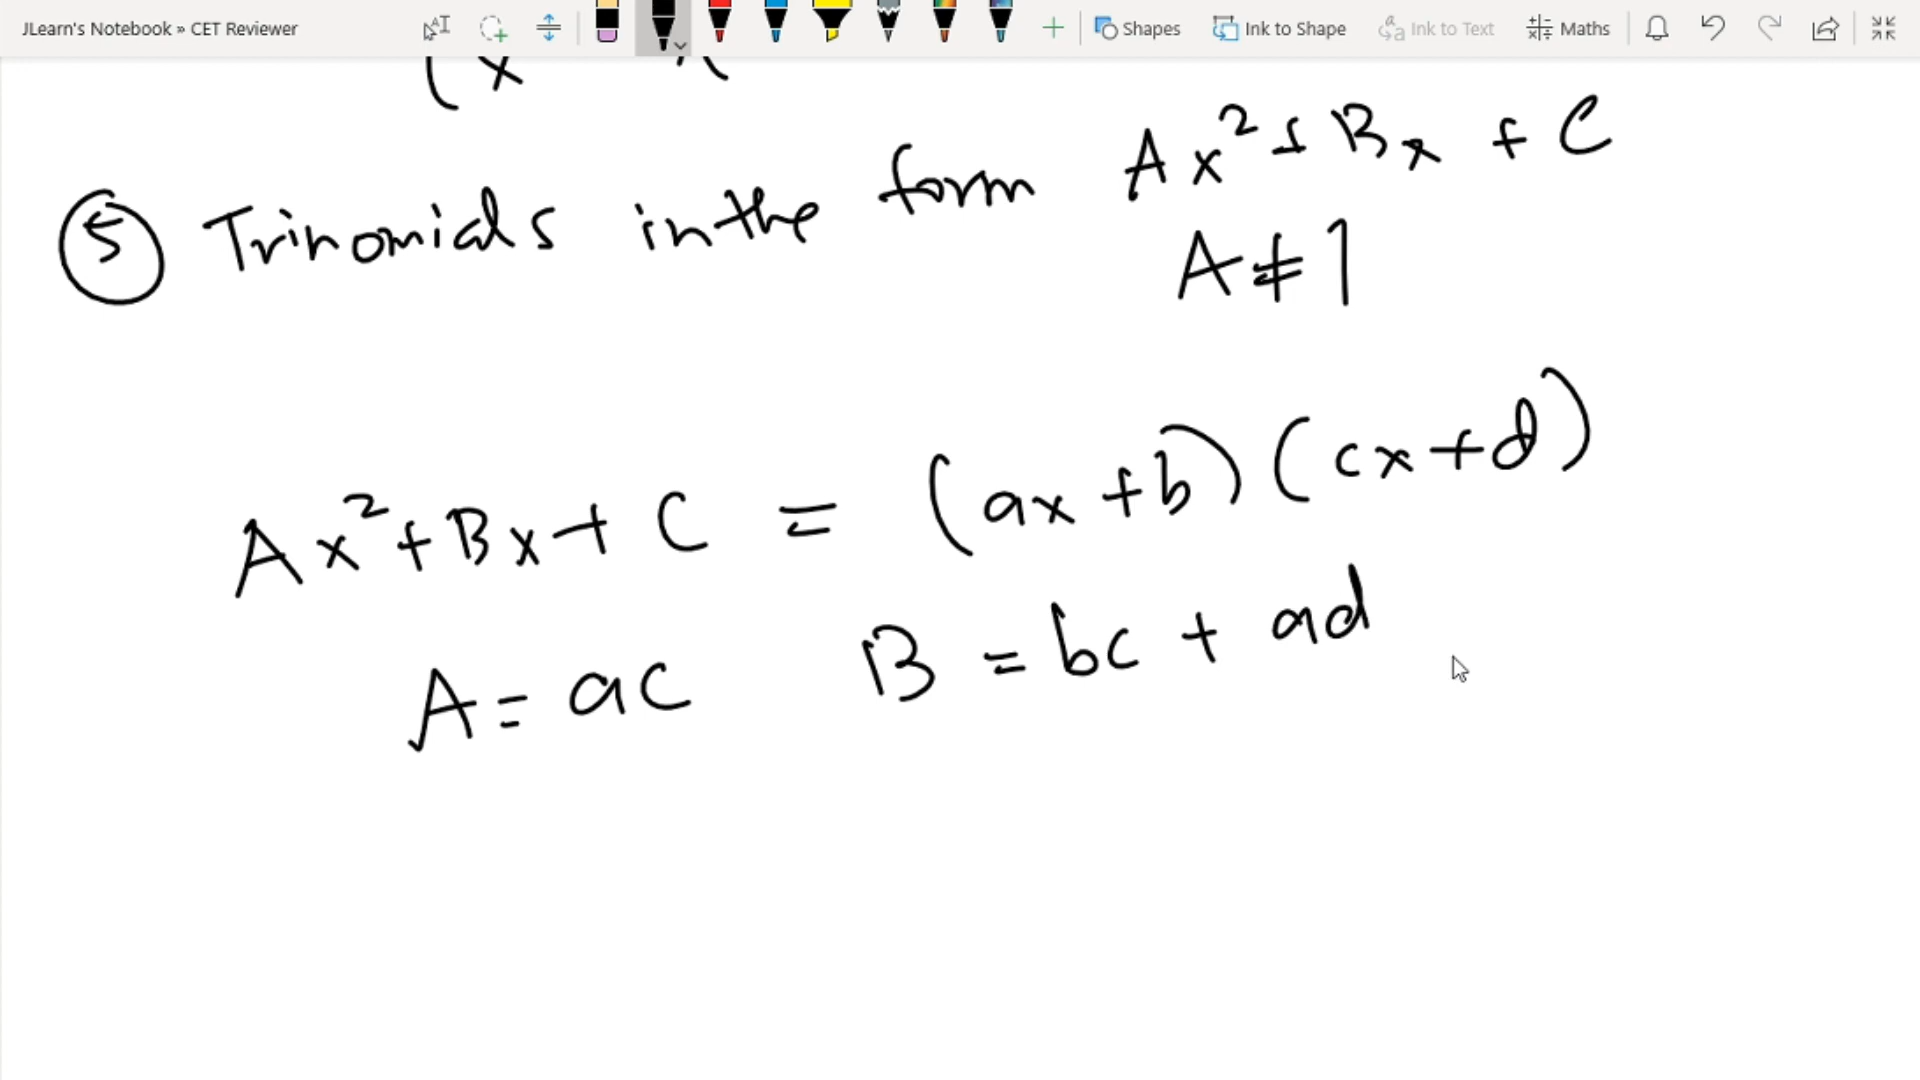 JLearn's Notebook » CET Reviewer Shapes Ink to Shape Ink to Text Maths
(x
⑤ Trinomials in the form Ax² + Bx + C
A ≠ 1
Ax² + Bx + C = (ax + b)(cx + d)
A = ac B = bc + ad